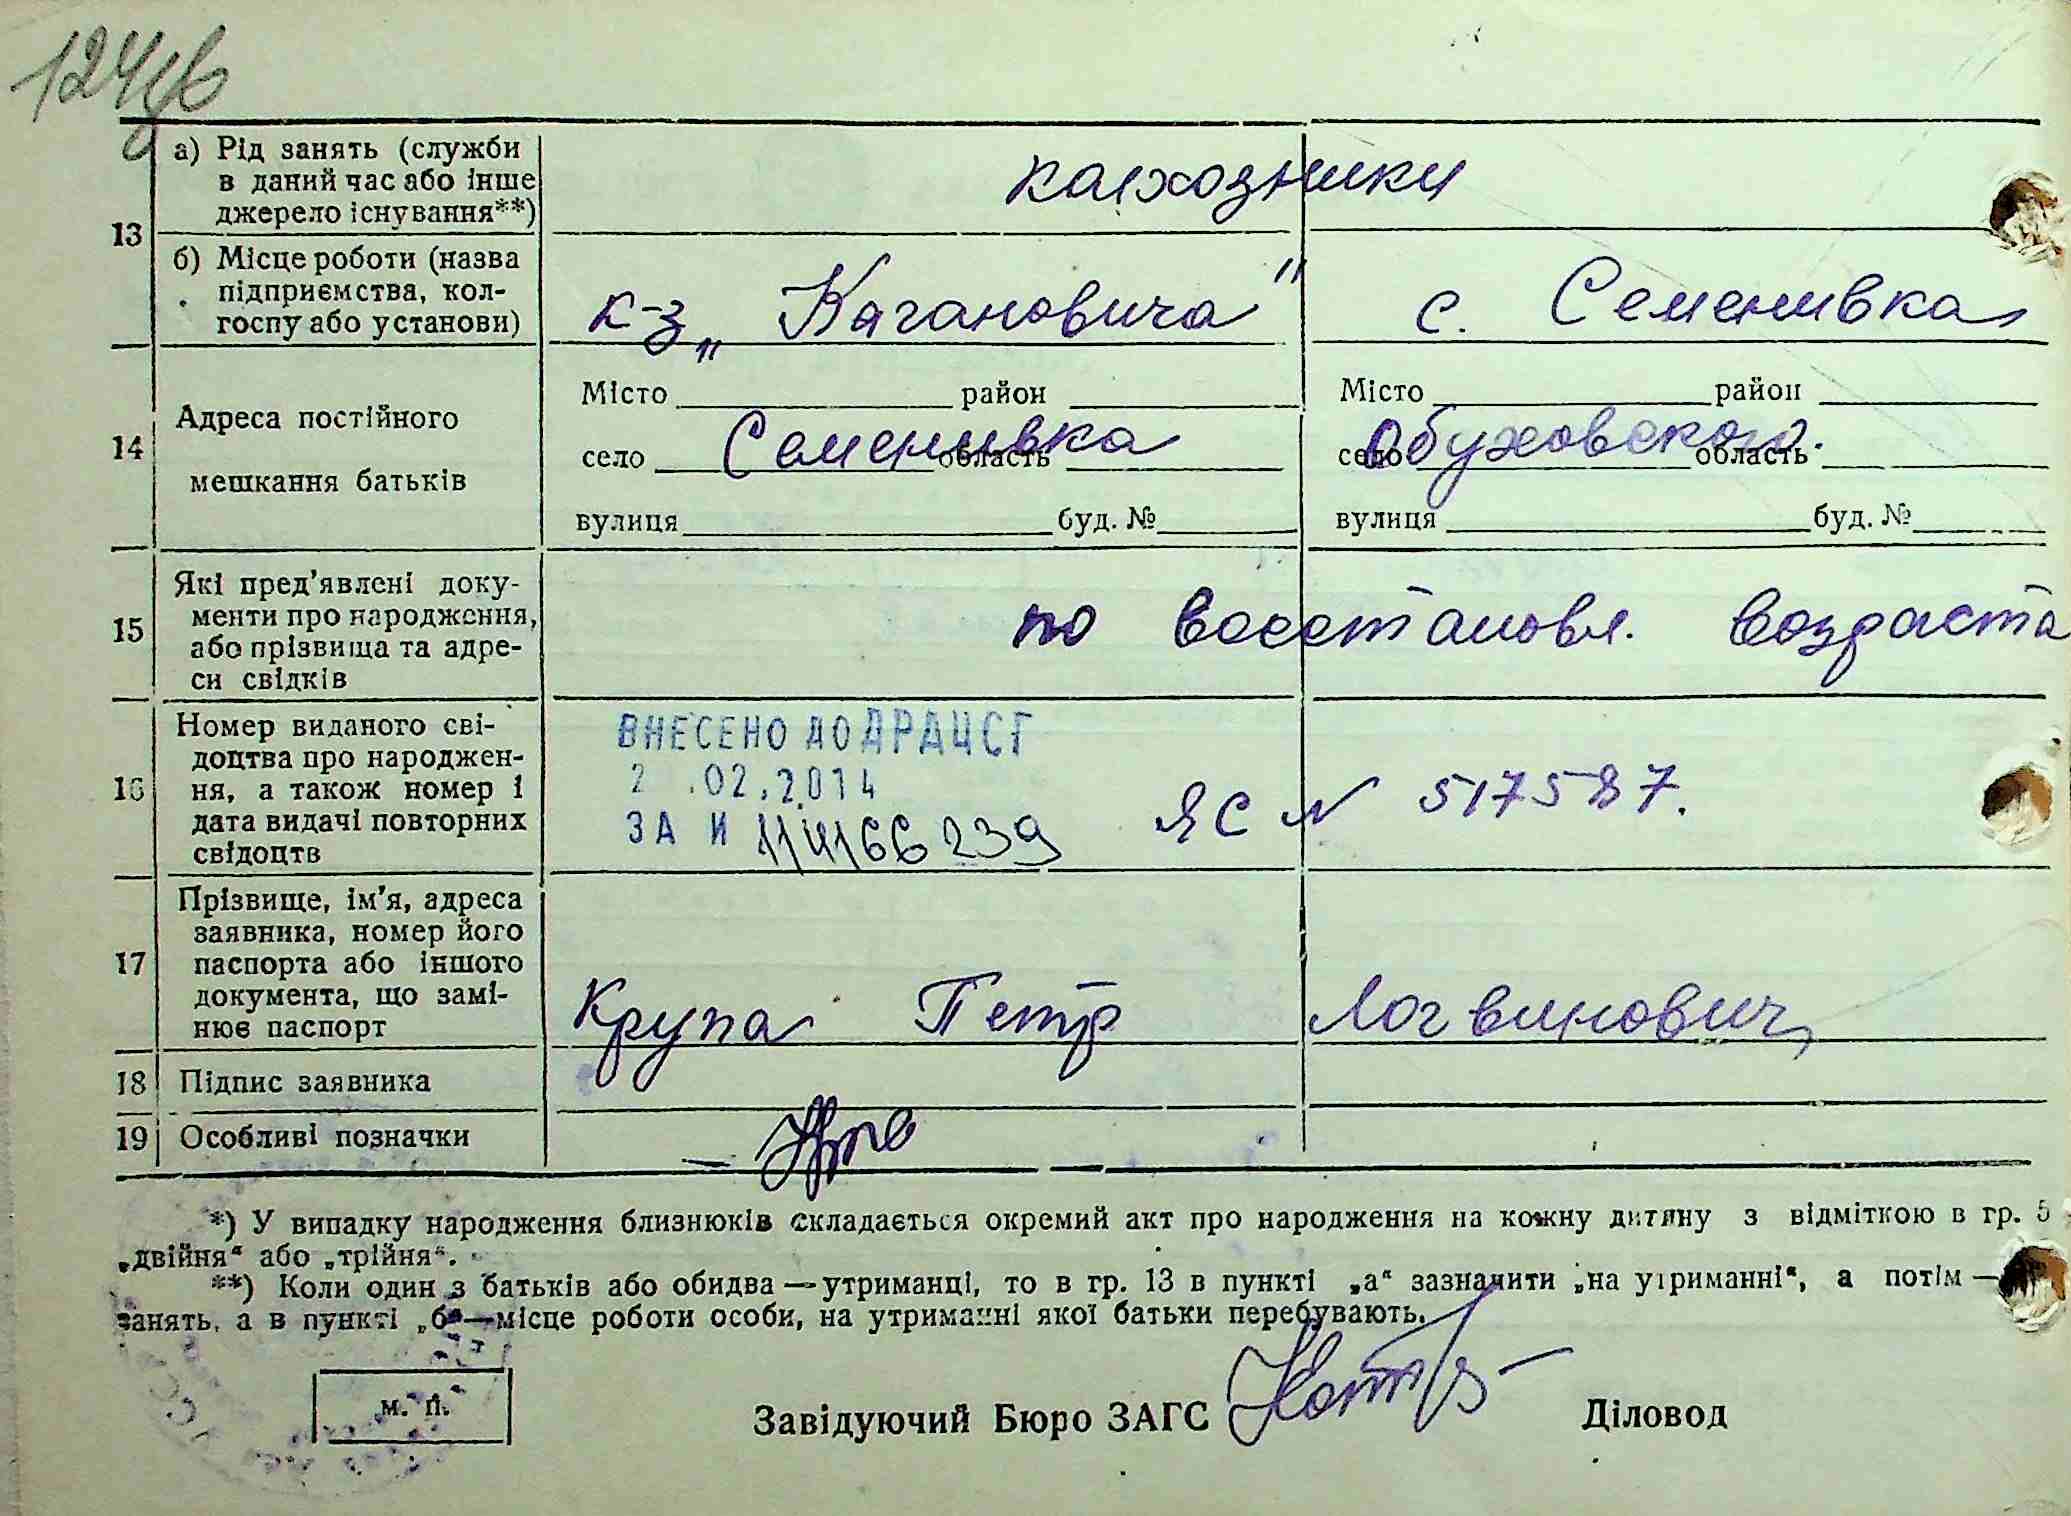 а) Рід занять (служби
в даний час або інше
джерело існування**)
колхозники
13
б) Місце роботи (назва
підприємства, кол-
госпу або установи)
к-з „Кагановича" с. Семенивка
14
Адреса постійного
мешкання батьків
Місто район Місто район
село Семенивка область село Обуховского. область
вулиця буд. № вулиця буд. №
15
Які пред'явлені доку-
менти про народження,
або прізвища та адре-
си свідків
по восстановл. возраста
16
Номер виданого сві-
доцтва про народжен-
ня, а також номер і
дата видачі повторних
свідоцтв
ВНЕСЕНО ДО ДРАЦСГ
2 .02.2014
ЗА № 114166239
ЯС № 517587.
17
Прізвище, ім'я, адреса
заявника, номер його
паспорта або іншого
документа, що замі-
нює паспорт
Крупа Петр Логвинович,
18 Підпис заявника
19 Особливі позначки
*) У випадку народження близнюків складається окремий акт про народження на кожну дитину з відміткою в гр. 5
„двійня" або „трійня".
**) Коли один з батьків або обидва — утриманці, то в гр. 13 в пункті „а" зазначити „на утриманні", а потім —
занять, а в пункті „б" — місце роботи особи, на утриманні якої батьки перебувають.
м. п.
Завідуючий Бюро ЗАГС Діловод